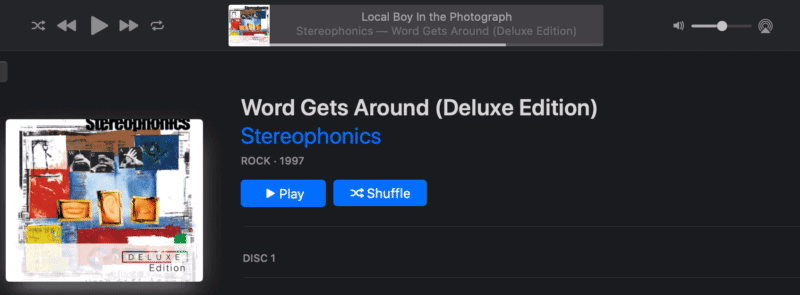 Local Boy In the Photograph
Stereophonics — Word Gets Around (Deluxe Edition)
Stereophonics
DELUXE
Edition
Word Gets Around (Deluxe Edition)
Stereophonics
ROCK · 1997
Play
Shuffle
DISC 1